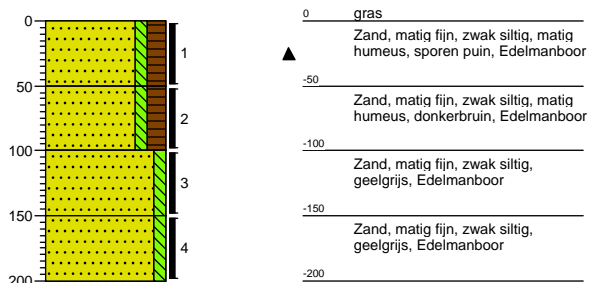 0
50
100
150
200
1
2
3
4
0 gras
Zand, matig fijn, zwak siltig, matig
humeus, sporen puin, Edelmanboor
-50
Zand, matig fijn, zwak siltig, matig
humeus, donkerbruin, Edelmanboor
-100
Zand, matig fijn, zwak siltig,
geelgrijs, Edelmanboor
-150
Zand, matig fijn, zwak siltig,
geelgrijs, Edelmanboor
-200